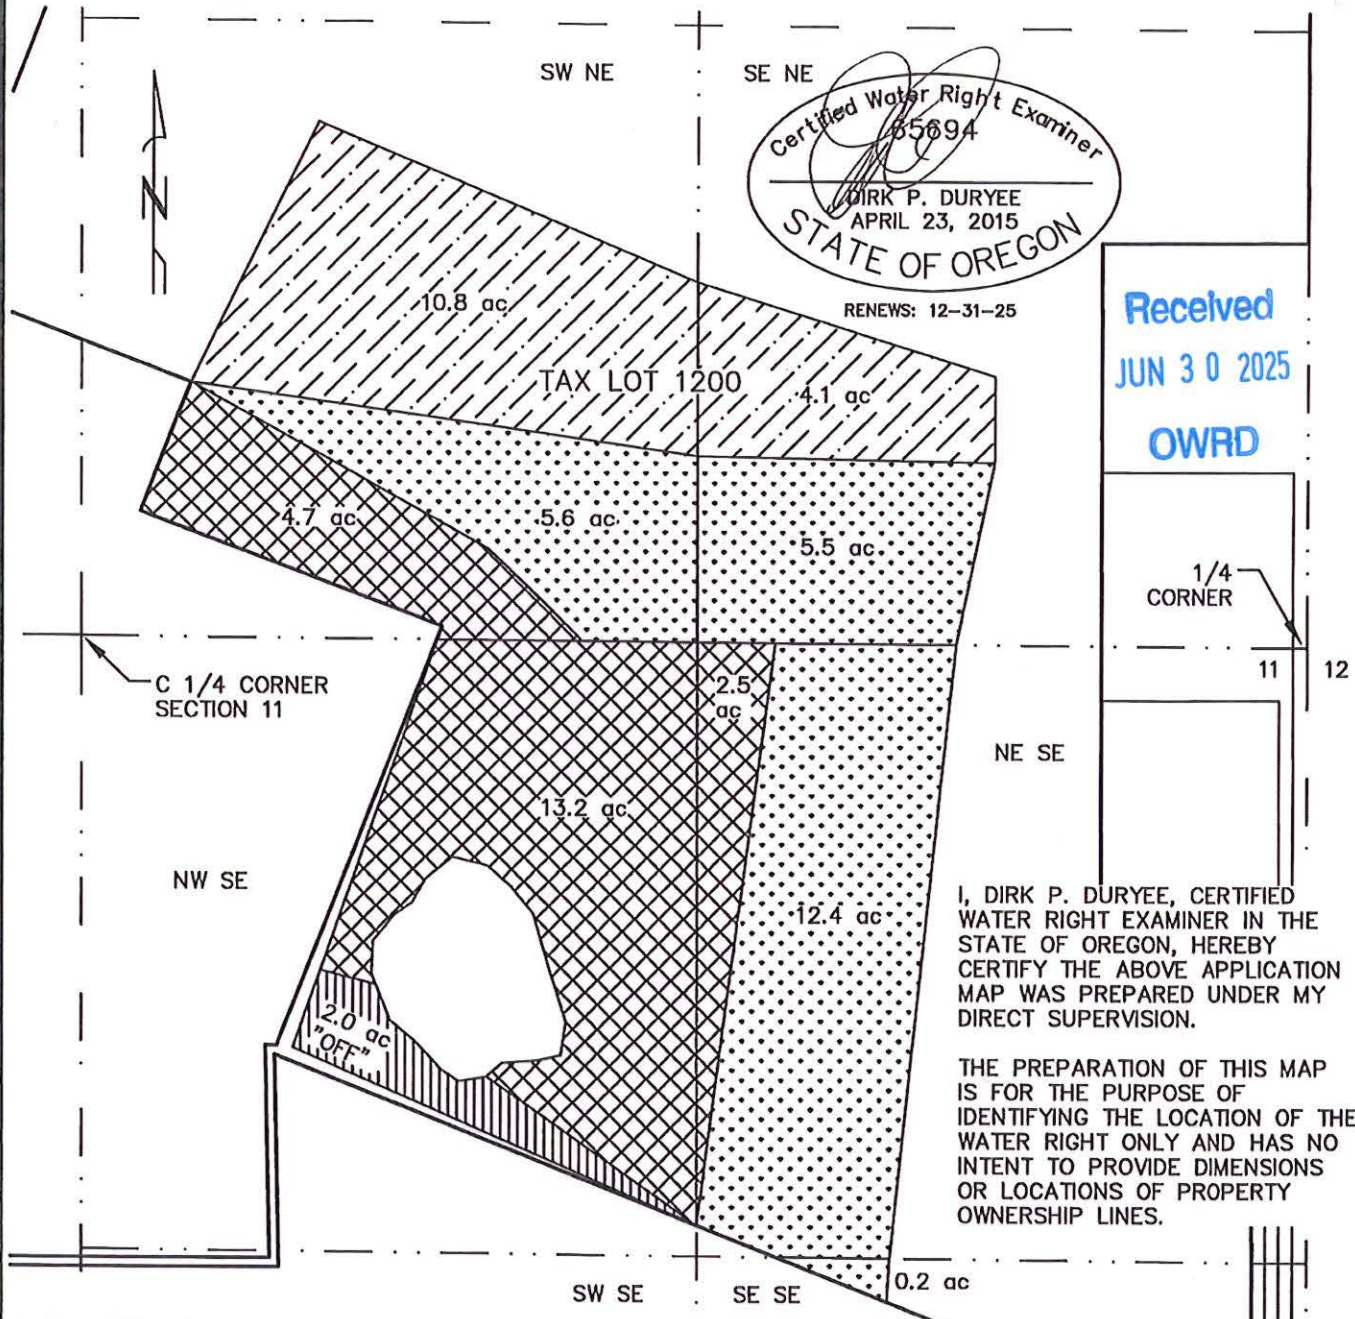 SW NE
SE NE
Certified Water Right Examiner
65694
DIRK P. DURYEE
APRIL 23, 2015
STATE OF OREGON
RENEWS: 12-31-25
N
Received
JUN 30 2025
OWRD
10.8 ac
TAX LOT 1200
4.1 ac
4.7 ac
5.6 ac
5.5 ac
1/4
CORNER
11
12
C 1/4 CORNER
SECTION 11
2.5
ac
NE SE
13.2 ac
NW SE
12.4 ac
2.0 ac
"OFF"
I, DIRK P. DURYEE, CERTIFIED
WATER RIGHT EXAMINER IN THE
STATE OF OREGON, HEREBY
CERTIFY THE ABOVE APPLICATION
MAP WAS PREPARED UNDER MY
DIRECT SUPERVISION.
THE PREPARATION OF THIS MAP
IS FOR THE PURPOSE OF
IDENTIFYING THE LOCATION OF THE
WATER RIGHT ONLY AND HAS NO
INTENT TO PROVIDE DIMENSIONS
OR LOCATIONS OF PROPERTY
OWNERSHIP LINES.
SW SE
SE SE
0.2 ac